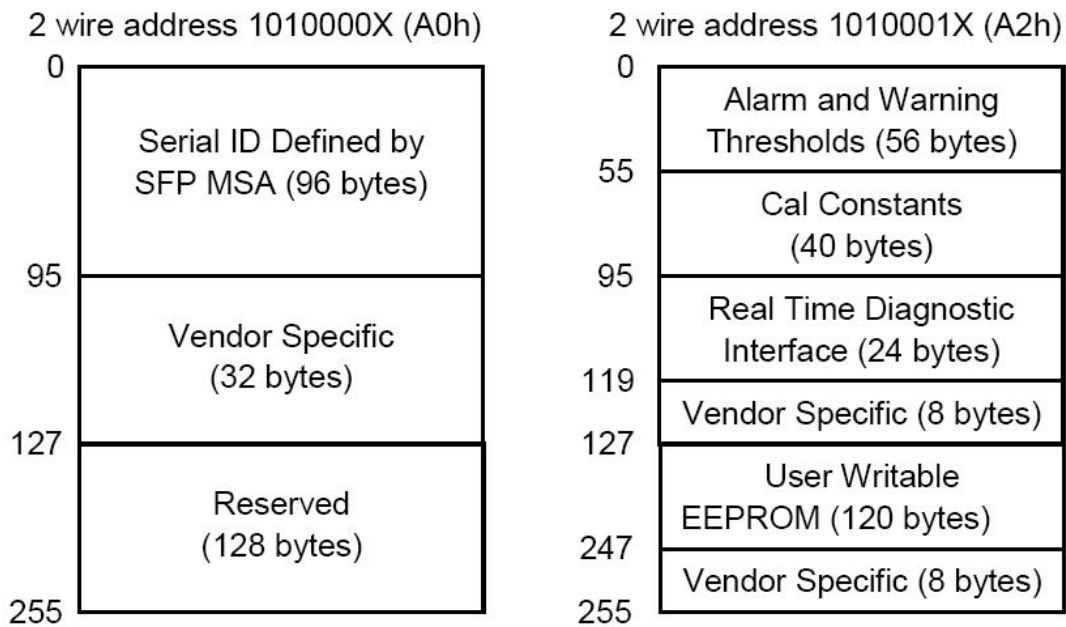 2 wire address 1010000X (A0h)
0
Serial ID Defined by
SFP MSA (96 bytes)
95
Vendor Specific
(32 bytes)
127
Reserved
(128 bytes)
255
2 wire address 1010001X (A2h)
0
Alarm and Warning
Thresholds (56 bytes)
55
Cal Constants
(40 bytes)
95
Real Time Diagnostic
Interface (24 bytes)
119
Vendor Specific (8 bytes)
127
User Writable
EEPROM (120 bytes)
247
Vendor Specific (8 bytes)
255